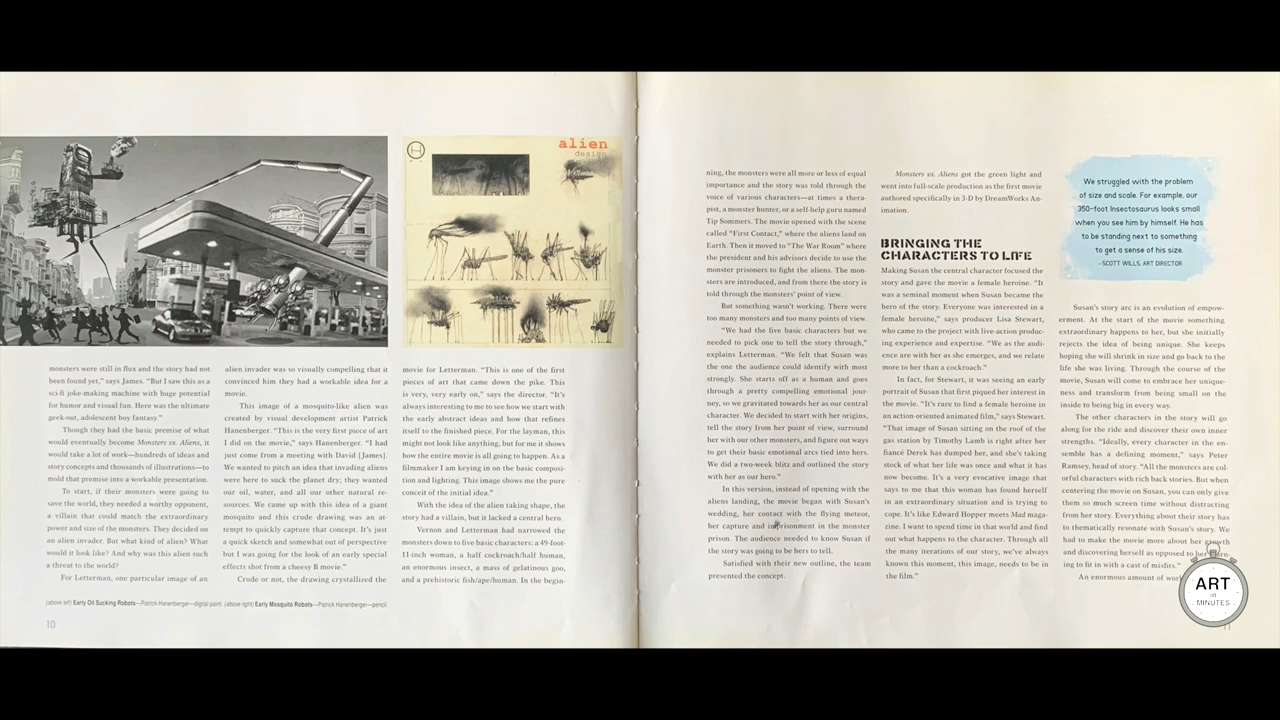 alien
design
monsters were still in flux and the story had not
been found yet," says James. "But I saw this as a
sci-fi joke-making machine with huge potential
for humor and visual fun. Here was the ultimate
geek-out, adolescent boy fantasy."
Though they had the basic premise of what
would eventually become Monsters vs. Aliens, it
would take a lot of work—hundreds of ideas and
story concepts and thousands of illustrations—to
mold that premise into a workable presentation.
To start, if their monsters were going to
save the world, they needed a worthy opponent,
a villain that could match the extraordinary
power and size of the monsters. They decided on
an alien invader. But what kind of alien? What
would it look like? And why was this alien such
a threat to the world?
For Letterman, one particular image of an
alien invader was so visually compelling that it
convinced him they had a workable idea for a
movie.
This image of a mosquito-like alien was
created by visual development artist Patrick
Hanenberger. "This is the very first piece of art
I did on the movie," says Hanenberger. "I had
just come from a meeting with David [James].
We wanted to pitch an idea that invading aliens
were here to suck the planet dry; they wanted
our oil, water, and all our other natural re-
sources. We came up with this idea of a giant
mosquito and this crude drawing was an at-
tempt to quickly capture that concept. It's just
a quick sketch and somewhat out of perspective
but I was going for the look of an early special
effects shot from a cheesy B movie."
Crude or not, the drawing crystallized the
movie for Letterman. "This is one of the first
pieces of art that came down the pike. This
is very, very early on," says the director. "It's
always interesting to me to see how we start with
the early abstract ideas and how that refines
itself to the finished piece. For the layman, this
might not look like anything, but for me it shows
how the entire movie is all going to happen. As a
filmmaker I am keying in on the basic composi-
tion and lighting. This image shows me the pure
conceit of the initial idea."
With the idea of the alien taking shape, the
story had a villain, but it lacked a central hero.
Vernon and Letterman had narrowed the
monsters down to five basic characters: a 49-foot-
11-inch woman, a half cockroach/half human,
an enormous insect, a mass of gelatinous goo,
and a prehistoric fish/ape/human. In the begin-
(above left) Early Oil Sucking Robots—Patrick Hanenberger—digital paint. (above right) Early Mosquito Robots—Patrick Hanenberger—pencil.
10
ning, the monsters were all more or less of equal
importance and the story was told through the
voice of various characters—at times a thera-
pist, a monster hunter, or a self-help guru named
Tip Sommers. The movie opened with the scene
called "First Contact," where the aliens land on
Earth. Then it moved to "The War Room" where
the president and his advisors decide to use the
monster prisoners to fight the aliens. The mon-
sters are introduced, and from there the story is
told through the monsters' point of view.
But something wasn't working. There were
too many monsters and too many points of view.
"We had the five basic characters but we
needed to pick one to tell the story through,"
explains Letterman. "We felt that Susan was
the one the audience could identify with most
strongly. She starts off as a human and goes
through a pretty compelling emotional jour-
ney, so we gravitated towards her as our central
character. We decided to start with her origins,
tell the story from her point of view, surround
her with our other monsters, and figure out ways
to get their basic emotional arcs tied into hers.
We did a two-week blitz and outlined the story
with her as our hero."
In this version, instead of opening with the
aliens landing, the movie began with Susan's
wedding, her contact with the flying meteor,
her capture and imprisonment in the monster
prison. The audience needed to know Susan if
the story was going to be hers to tell.
Satisfied with their new outline, the team
presented the concept.
Monsters vs. Aliens got the green light and
went into full-scale production as the first movie
authored specifically in 3-D by DreamWorks An-
imation.
BRINGING THE
CHARACTERS TO LIFE
Making Susan the central character focused the
story and gave the movie a female heroine. "It
was a seminal moment when Susan became the
hero of the story. Everyone was interested in a
female heroine," says producer Lisa Stewart,
who came to the project with live-action produc-
ing experience and expertise. "We as the audi-
ence are with her as she emerges, and we relate
more to her than a cockroach."
In fact, for Stewart, it was seeing an early
portrait of Susan that first piqued her interest in
the movie. "It's rare to find a female heroine in
an action-oriented animated film," says Stewart.
"That image of Susan sitting on the roof of the
gas station by Timothy Lamb is right after her
fiancé Derek has dumped her, and she's taking
stock of what her life was once and what it has
now become. It's a very evocative image that
says to me that this woman has found herself
in an extraordinary situation and is trying to
cope. It's like Edward Hopper meets Mad maga-
zine. I want to spend time in that world and find
out what happens to the character. Through all
the many iterations of our story, we've always
known this moment, this image, needs to be in
the film."
We struggled with the problem
of size and scale. For example, our
350-foot Insectosaurus looks small
when you see him by himself. He has
to be standing next to something
to get a sense of his size.
—SCOTT WILLS, ART DIRECTOR
Susan's story arc is an evolution of empow-
erment. At the start of the movie something
extraordinary happens to her, but she initially
rejects the idea of being unique. She keeps
hoping she will shrink in size and go back to the
life she was living. Through the course of the
movie, Susan will come to embrace her unique-
ness and transform from being small on the
inside to being big in every way.
The other characters in the story will go
along for the ride and discover their own inner
strengths. "Ideally, every character in the en-
semble has a defining moment," says Peter
Ramsey, head of story. "All the monsters are col-
orful characters with rich back stories. But when
centering the movie on Susan, you can only give
them so much screen time without distracting
from her story. Everything about their story has
to thematically resonate with Susan's story. We
had to make the movie more about her growth
and discovering herself as opposed to her
ing to fit in with a cast of misfits."
An enormous amount of
ART
in
MINUTES